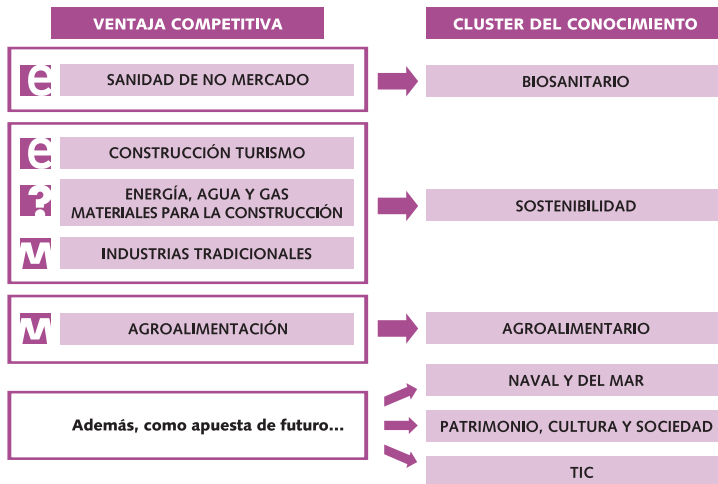 VENTAJA COMPETITIVA
CLUSTER DEL CONOCIMIENTO
e
SANIDAD DE NO MERCADO
BIOSANITARIO
e
CONSTRUCCIÓN TURISMO
?
ENERGÍA, AGUA Y GAS
MATERIALES PARA LA CONSTRUCCIÓN
SOSTENIBILIDAD
m
INDUSTRIAS TRADICIONALES
m
AGROALIMENTACIÓN
AGROALIMENTARIO
Además, como apuesta de futuro...
NAVAL Y DEL MAR
PATRIMONIO, CULTURA Y SOCIEDAD
TIC